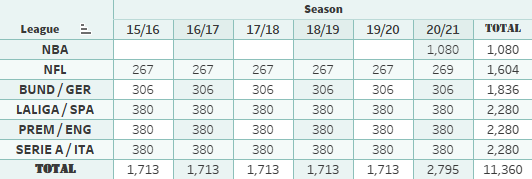 Season
League 15/16 16/17 17/18 18/19 19/20 20/21 TOTAL
NBA 1,080 1,080
NFL 267 267 267 267 267 269 1,604
BUND / GER 306 306 306 306 306 306 1,836
LALIGA / SPA 380 380 380 380 380 380 2,280
PREM / ENG 380 380 380 380 380 380 2,280
SERIE A / ITA 380 380 380 380 380 380 2,280
TOTAL 1,713 1,713 1,713 1,713 1,713 2,795 11,360